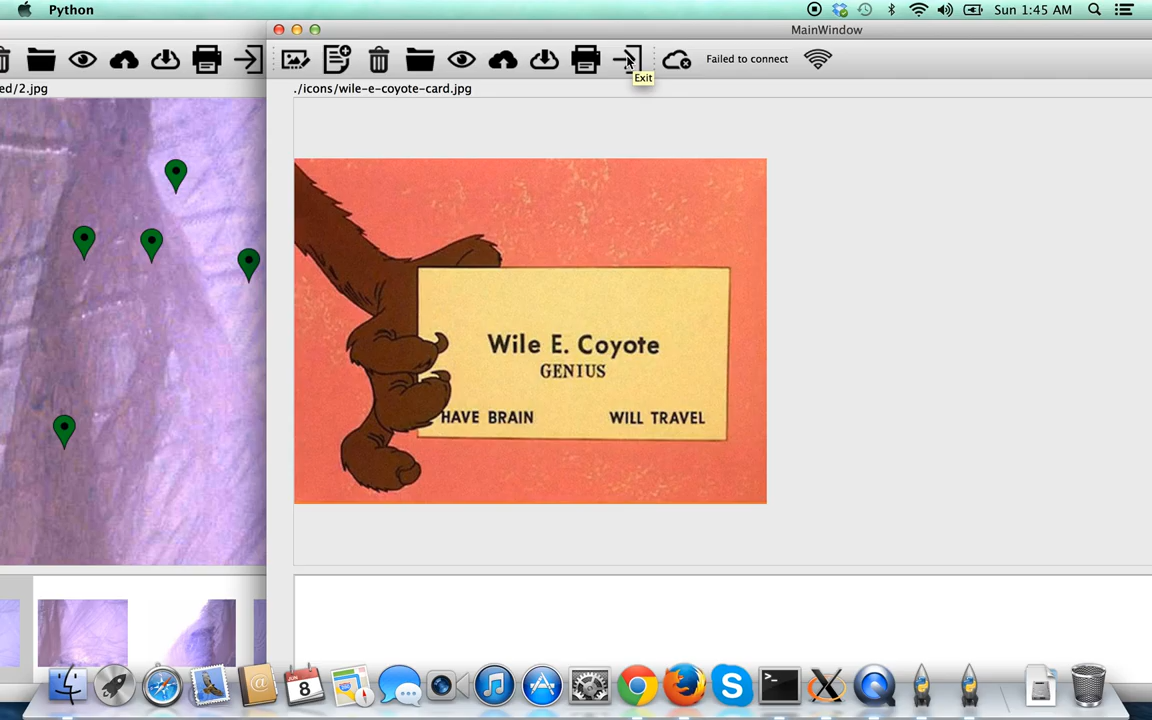 Python
Sun 1:45 AM
MainWindow
Failed to connect
Exit
ed/2.jpg
./icons/wile-e-coyote-card.jpg
Wile E. Coyote
GENIUS
HAVE BRAIN WILL TRAVEL
JUN
8